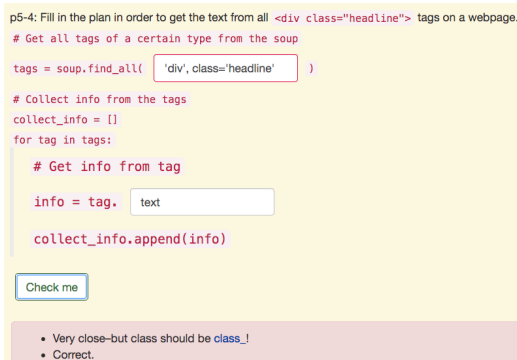 p5-4: Fill in the plan in order to get the text from all <div class="headline"> tags on a webpage.
# Get all tags of a certain type from the soup
tags = soup.find_all( 'div', class='headline' )
# Collect info from the tags
collect_info = []
for tag in tags:
# Get info from tag
info = tag. text
collect_info.append(info)
Check me
• Very close–but class should be class_!
• Correct.